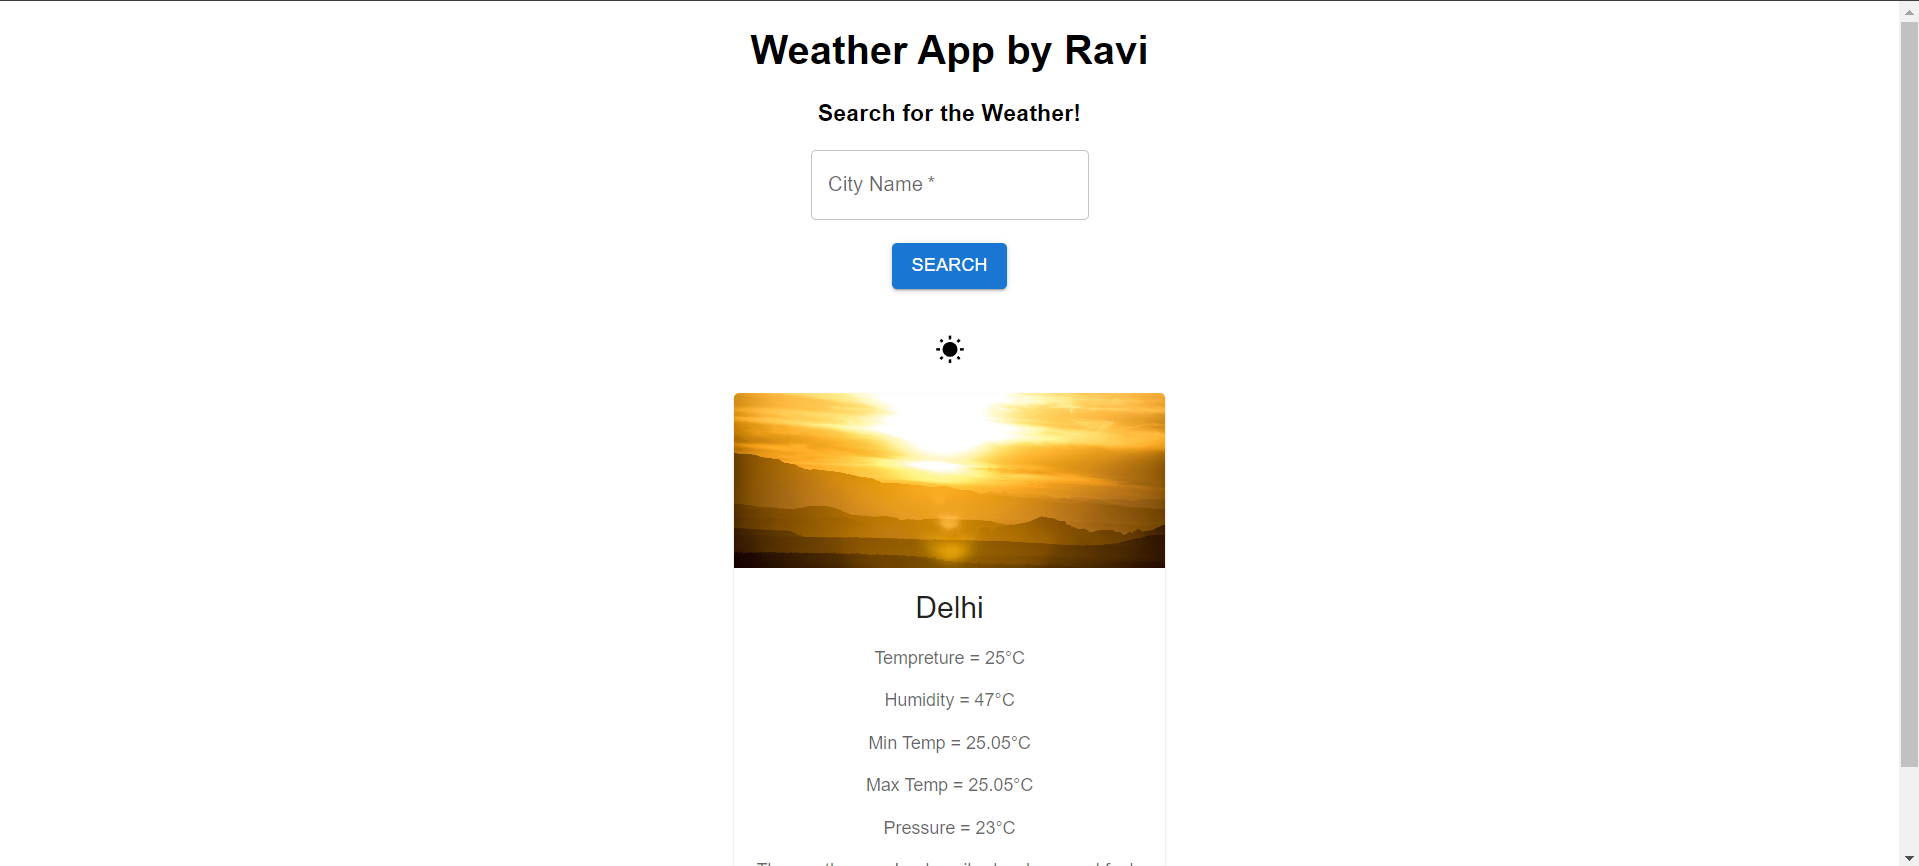 Weather App by Ravi
Search for the Weather!
City Name *
SEARCH
Delhi
Tempreture = 25°C
Humidity = 47°C
Min Temp = 25.05°C
Max Temp = 25.05°C
Pressure = 23°C